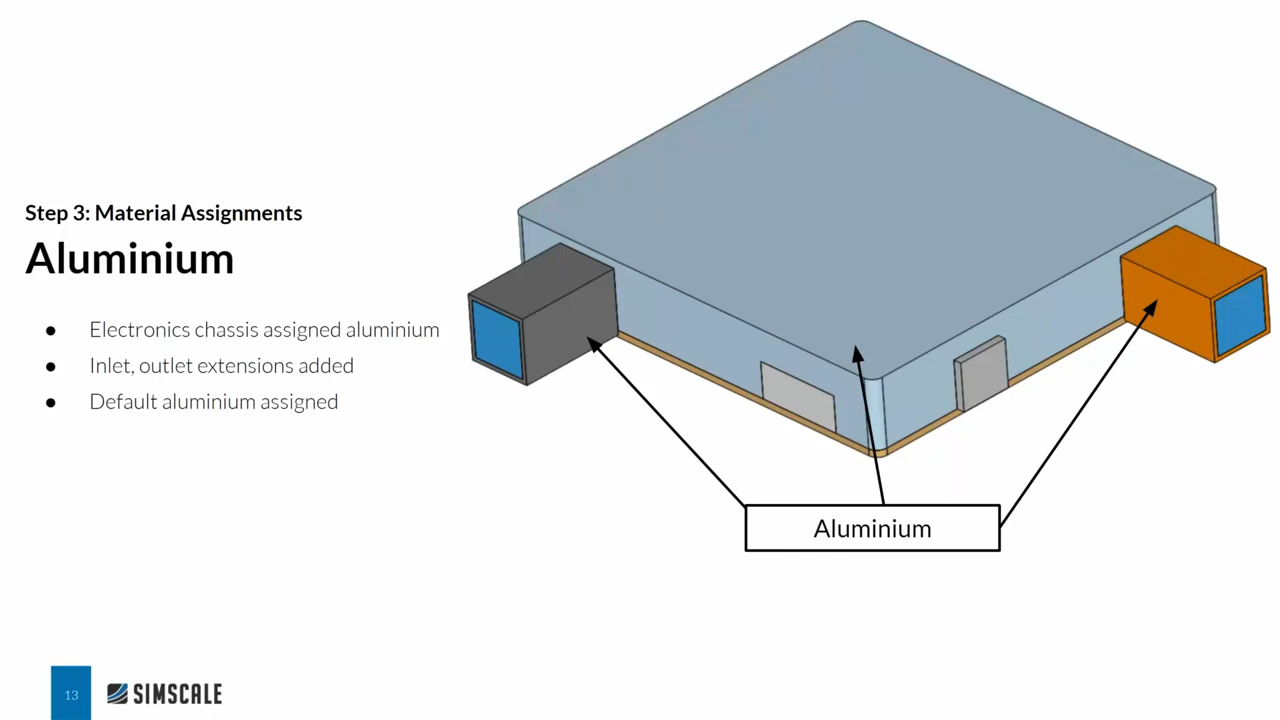 Step 3: Material Assignments
Aluminium
● Electronics chassis assigned aluminium
● Inlet, outlet extensions added
● Default aluminium assigned
Aluminium
13
SIMSCALE